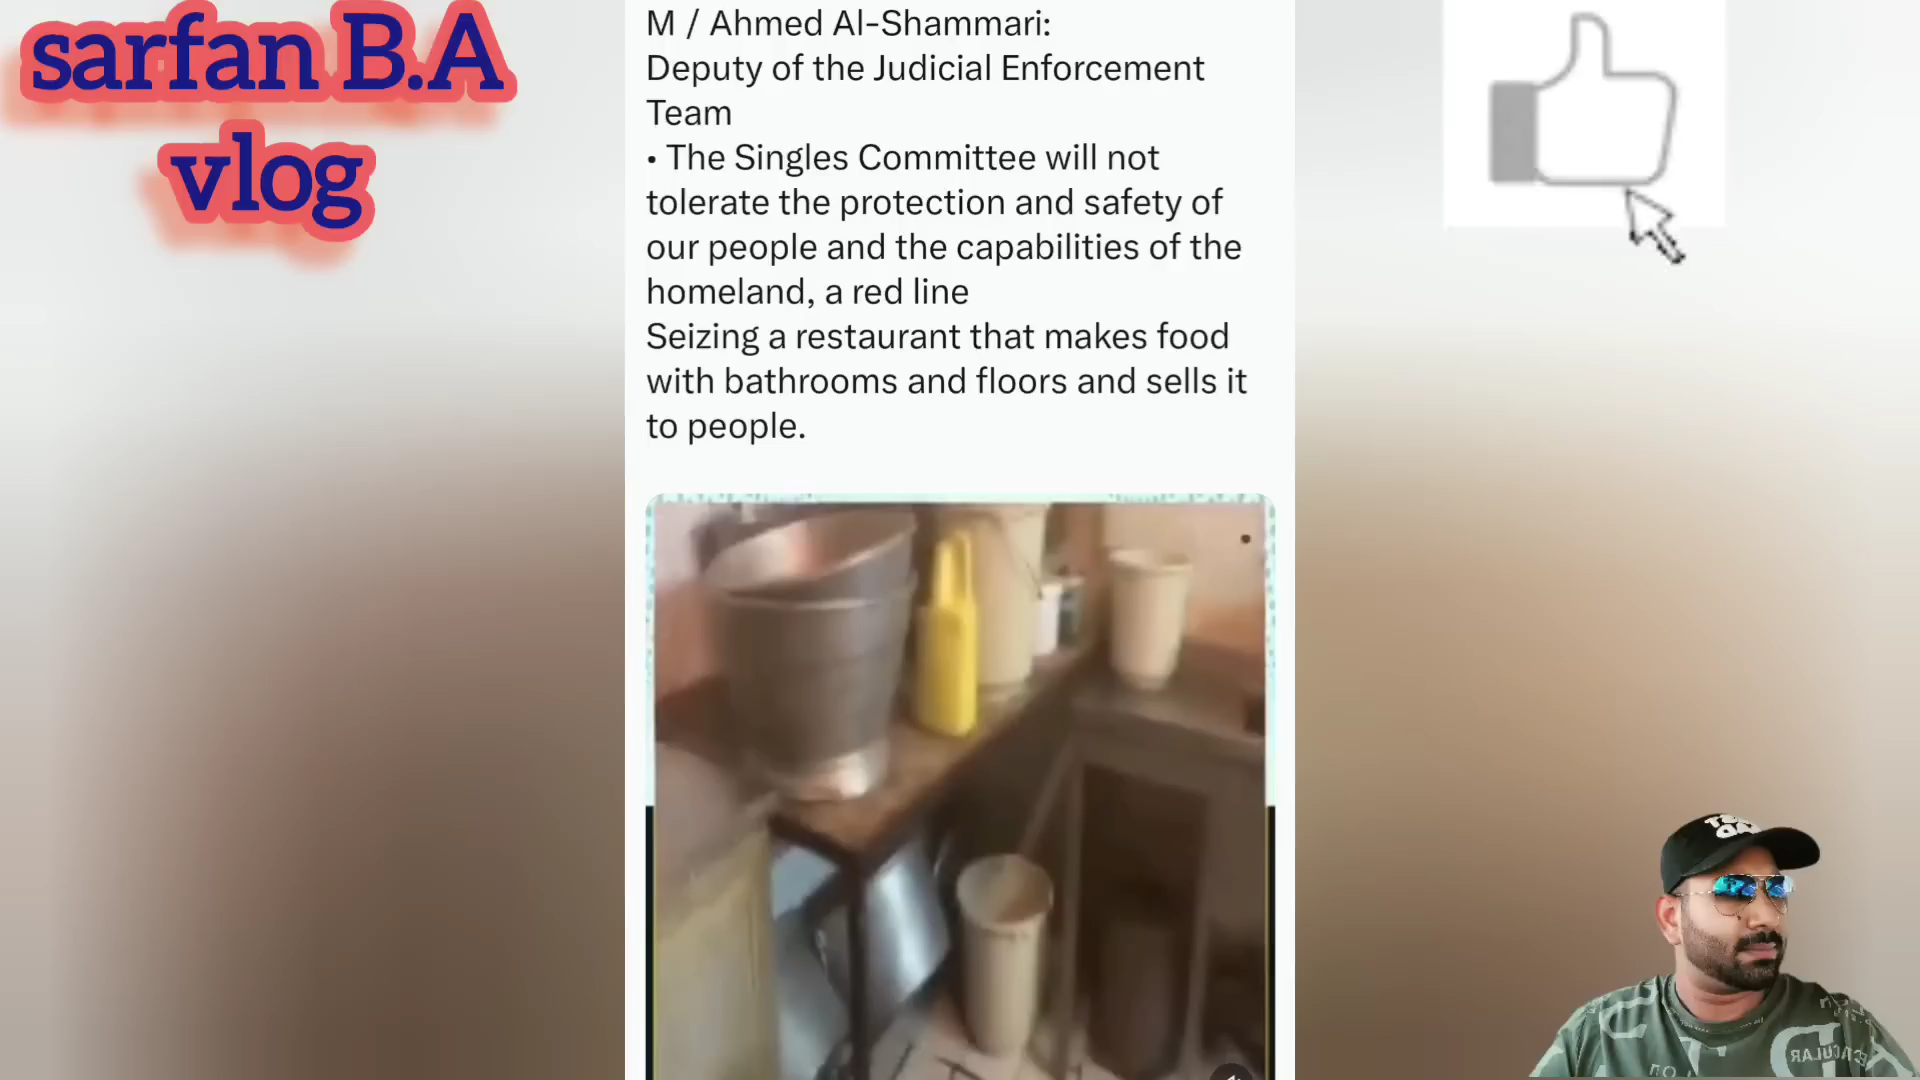 sarfan B.A
vlog
M / Ahmed Al-Shammari:
Deputy of the Judicial Enforcement
Team
• The Singles Committee will not
tolerate the protection and safety of
our people and the capabilities of the
homeland, a red line
Seizing a restaurant that makes food
with bathrooms and floors and sells it
to people.